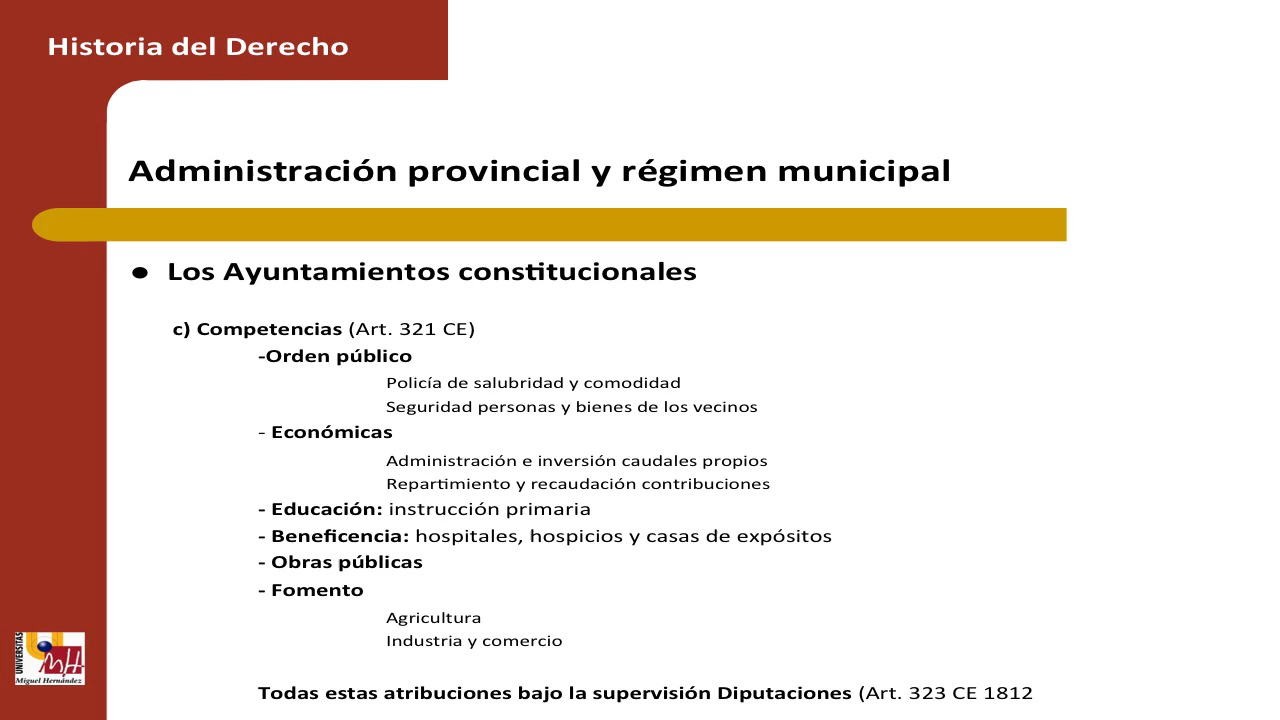 Historia del Derecho
Administración provincial y régimen municipal
● Los Ayuntamientos constitucionales
c) Competencias (Art. 321 CE)
-Orden público
Policía de salubridad y comodidad
Seguridad personas y bienes de los vecinos
- Económicas
Administración e inversión caudales propios
Repartimiento y recaudación contribuciones
- Educación: instrucción primaria
- Beneficencia: hospitales, hospicios y casas de expósitos
- Obras públicas
- Fomento
Agricultura
Industria y comercio
UNIVERSITAS
Miguel Hernández
Todas estas atribuciones bajo la supervisión Diputaciones (Art. 323 CE 1812